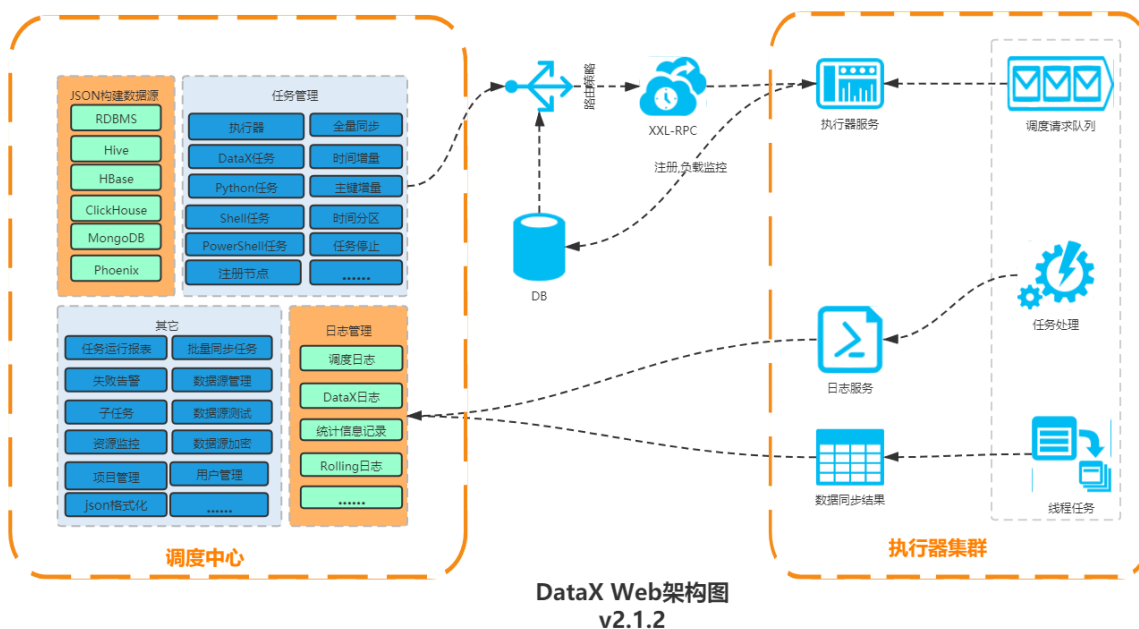 JSON构建数据源
RDBMS
Hive
HBase
ClickHouse
MongoDB
Phoenix
任务管理
执行器
全量同步
DataX任务
时间增量
Python任务
主键增量
Shell任务
时间分区
PowerShell任务
任务停止
注册节点
......
其它
任务运行报表
批量同步任务
失败告警
数据源管理
子任务
数据源测试
资源监控
数据源加密
项目管理
用户管理
json格式化
......
日志管理
调度日志
DataX日志
统计信息记录
Rolling日志
......
调度中心
路由策略
XXL-RPC
注册,负载监控
DB
执行器服务
调度请求队列
任务处理
日志服务
数据同步结果
线程任务
执行器集群
DataX Web架构图
v2.1.2